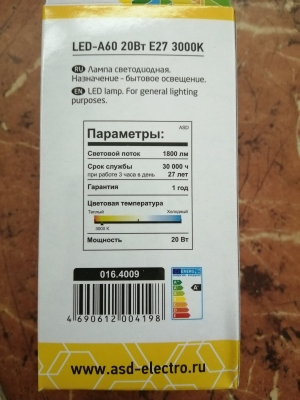 LED-A60 20Вт E27 3000K
RU Лампа светодиодная.
Назначение - бытовое освещение.
EN LED lamp. For general lighting
purposes.
ASD
Параметры:
Световой поток 1800 лм
Срок службы 30 000 ч
при работе 3 часа в день 27 лет
Гарантия 1 год
Цветовая температура
Теплый Холодный
3000 K
Мощность 20 Вт
016.4009
4 690612 004198
www.asd-electro.ru